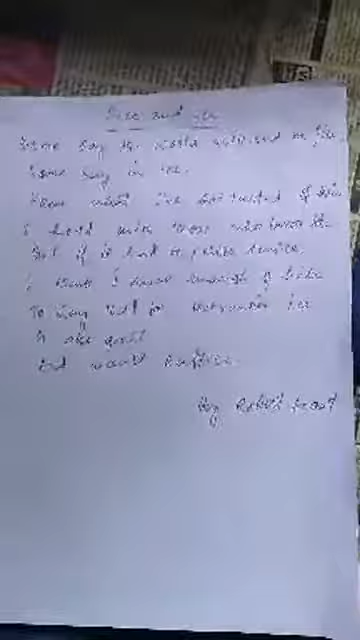 Fire and Ice
Some say the world will end in fire
Some say in ice.
From what I've tasted of
I hold with those who favor
But if it had to perish twice,
I think I know enough of hate
To say that for destruction ice
Is also great
And would suffice.
By Robert Frost